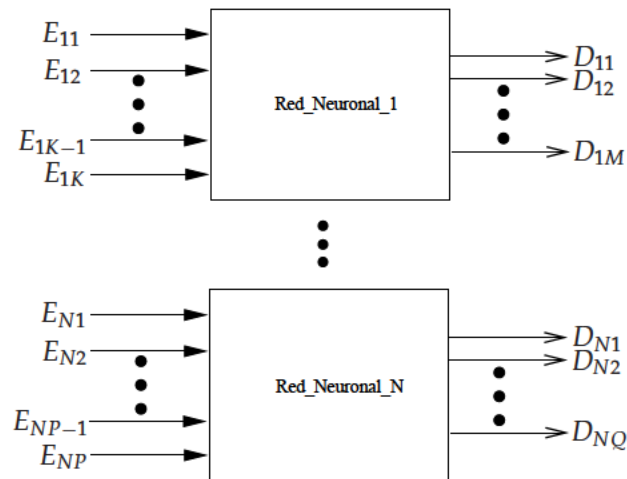 E11
E12
E1K−1
E1K
Red_Neuronal_1
D11
D12
D1M
EN1
EN2
ENP−1
ENP
Red_Neuronal_N
DN1
DN2
DNQ